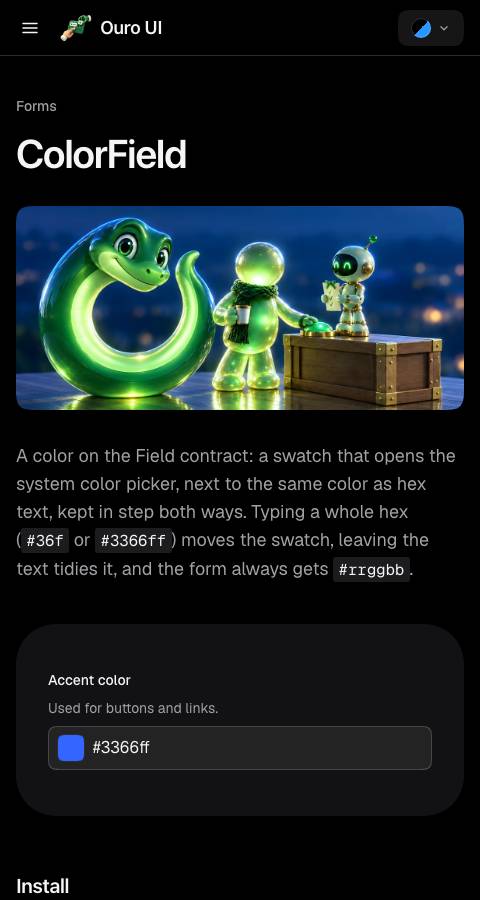 Ouro UI
Forms
ColorField
A color on the Field contract: a swatch that opens the
system color picker, next to the same color as hex
text, kept in step both ways. Typing a whole hex
(#36f or #3366ff) moves the swatch, leaving the
text tidies it, and the form always gets #rrggbb.
Accent color
Used for buttons and links.
#3366ff
Install